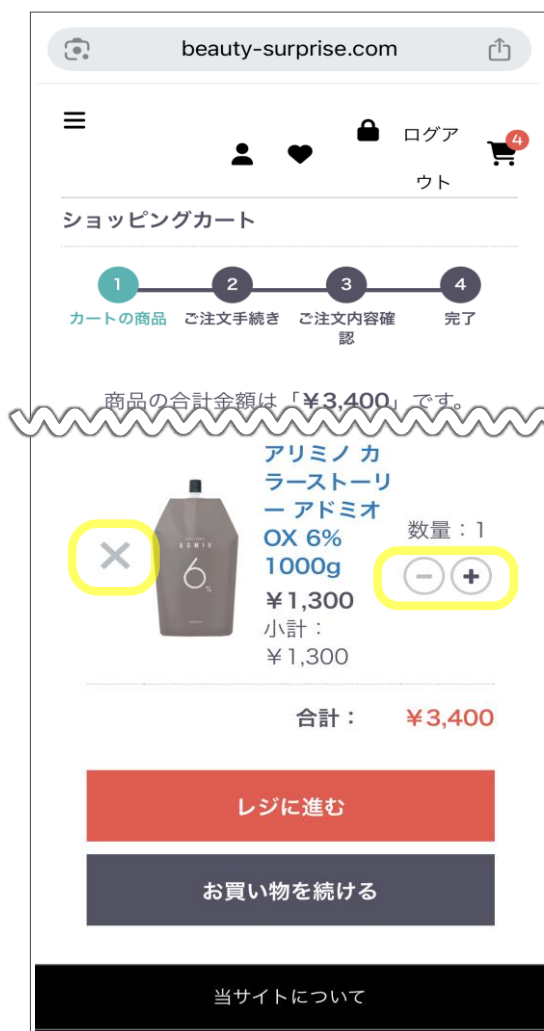 beauty-surprise.com
ログア
ウト
4
ショッピングカート
1
2
3
4
カートの商品
ご注文手続き
ご注文内容確
認
完了
商品の合計金額は「¥3,400」です。
アリミノ カ
ラーストーリ
ー アドミオ
OX 6%
1000g
¥1,300
小計：
¥1,300
数量：1
ADMIO
6%
合計： ¥3,400
レジに進む
お買い物を続ける
当サイトについて